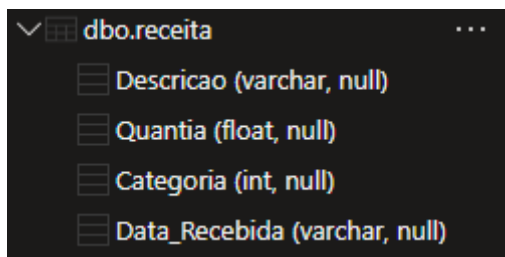 dbo.receita ...
Descricao (varchar, null)
Quantia (float, null)
Categoria (int, null)
Data_Recebida (varchar, null)